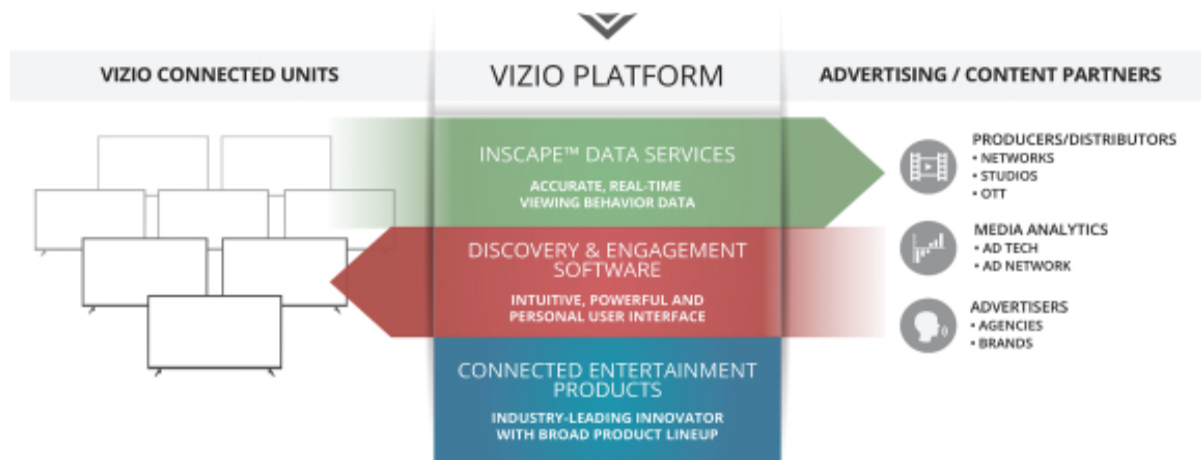 VIZIO CONNECTED UNITS
VIZIO PLATFORM
ADVERTISING / CONTENT PARTNERS
INSCAPE™ DATA SERVICES
ACCURATE, REAL-TIME
VIEWING BEHAVIOR DATA
DISCOVERY & ENGAGEMENT
SOFTWARE
INTUITIVE, POWERFUL AND
PERSONAL USER INTERFACE
CONNECTED ENTERTAINMENT
PRODUCTS
INDUSTRY-LEADING INNOVATOR
WITH BROAD PRODUCT LINEUP
PRODUCERS/DISTRIBUTORS
• NETWORKS
• STUDIOS
• OTT
MEDIA ANALYTICS
• AD TECH
• AD NETWORK
ADVERTISERS
• AGENCIES
• BRANDS